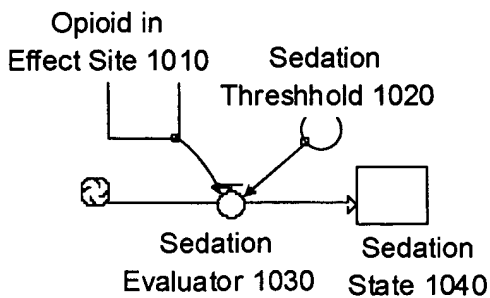 Opioid in
Effect Site 1010
Sedation
Threshhold 1020
Sedation
Evaluator 1030
Sedation
State 1040